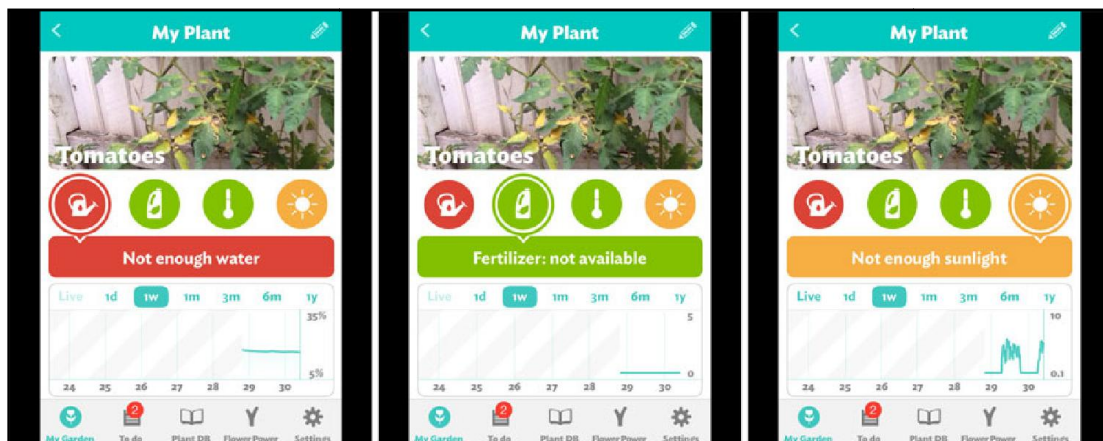 My Plant
Tomatoes
Not enough water
Live 1d 1w 1m 3m 6m 1y
35%
5%
24 25 26 27 28 29 30
2
My Garden To do Plant DB Flower Power Settings
My Plant
Tomatoes
Fertilizer: not available
Live 1d 1w 1m 3m 6m 1y
5
0
24 25 26 27 28 29 30
2
My Garden To do Plant DB Flower Power Settings
My Plant
Tomatoes
Not enough sunlight
Live 1d 1w 1m 3m 6m 1y
10
0.1
24 25 26 27 28 29 30
2
My Garden To do Plant DB Flower Power Settings